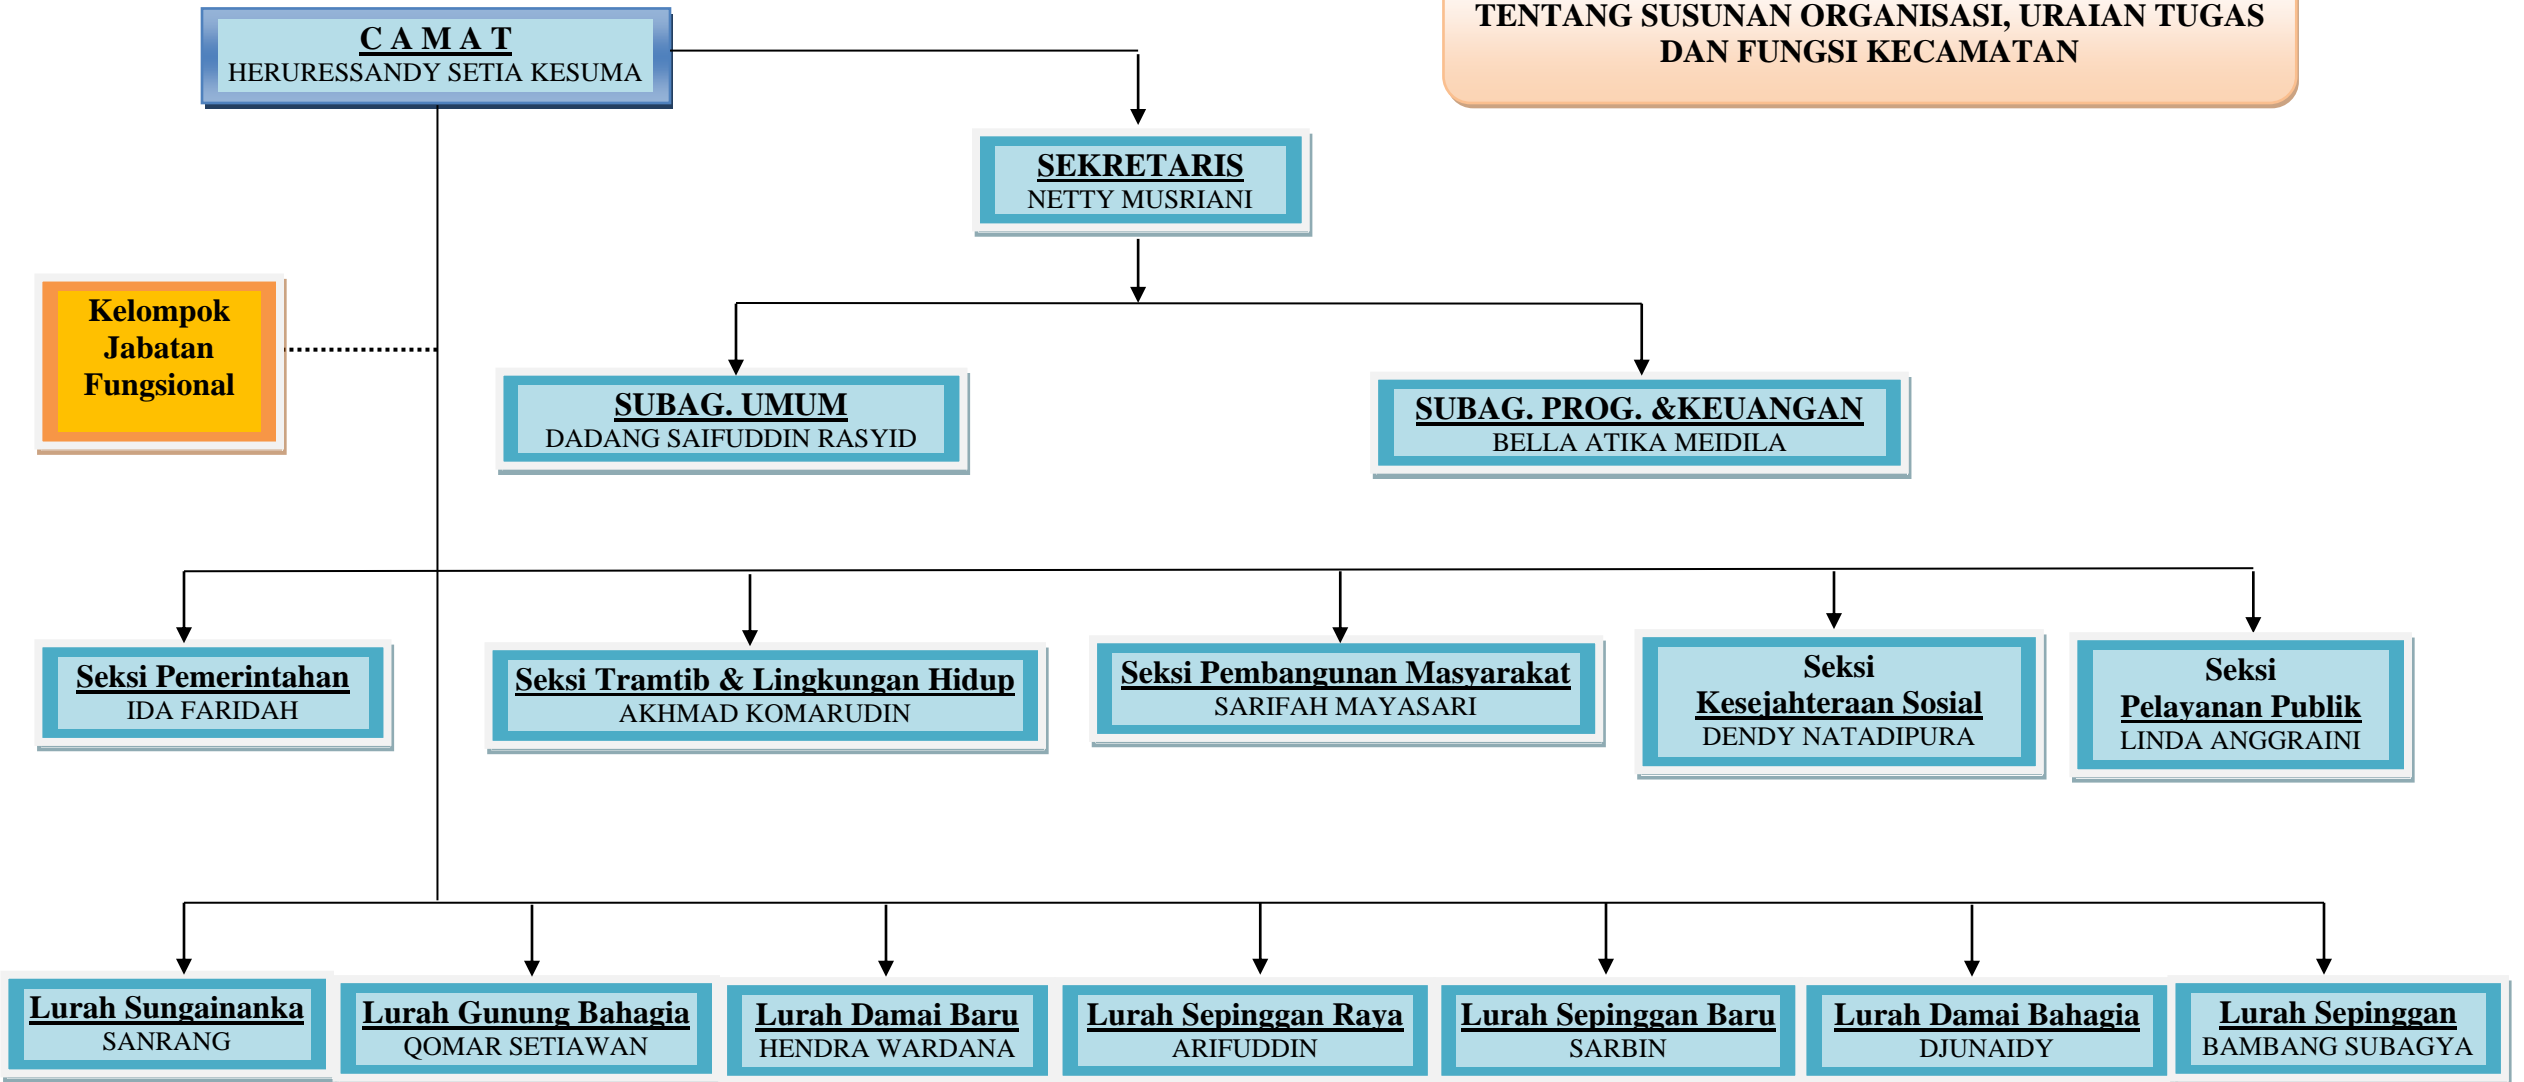 TENTANG SUSUNAN ORGANISASI, URAIAN TUGAS
DAN FUNGSI KECAMATAN
C A M A T
HERURESSANDY SETIA KESUMA
SEKRETARIS
NETTY MUSRIANI
Kelompok
Jabatan
Fungsional
SUBAG. UMUM
DADANG SAIFUDDIN RASYID
SUBAG. PROG. &KEUANGAN
BELLA ATIKA MEIDILA
Seksi Pemerintahan
IDA FARIDAH
Seksi Tramtib & Lingkungan Hidup
AKHMAD KOMARUDIN
Seksi Pembangunan Masyarakat
SARIFAH MAYASARI
Seksi
Kesejahteraan Sosial
DENDY NATADIPURA
Seksi
Pelayanan Publik
LINDA ANGGRAINI
Lurah Sungainanka
SANRANG
Lurah Gunung Bahagia
QOMAR SETIAWAN
Lurah Damai Baru
HENDRA WARDANA
Lurah Sepinggan Raya
ARIFUDDIN
Lurah Sepinggan Baru
SARBIN
Lurah Damai Bahagia
DJUNAIDY
Lurah Sepinggan
BAMBANG SUBAGYA